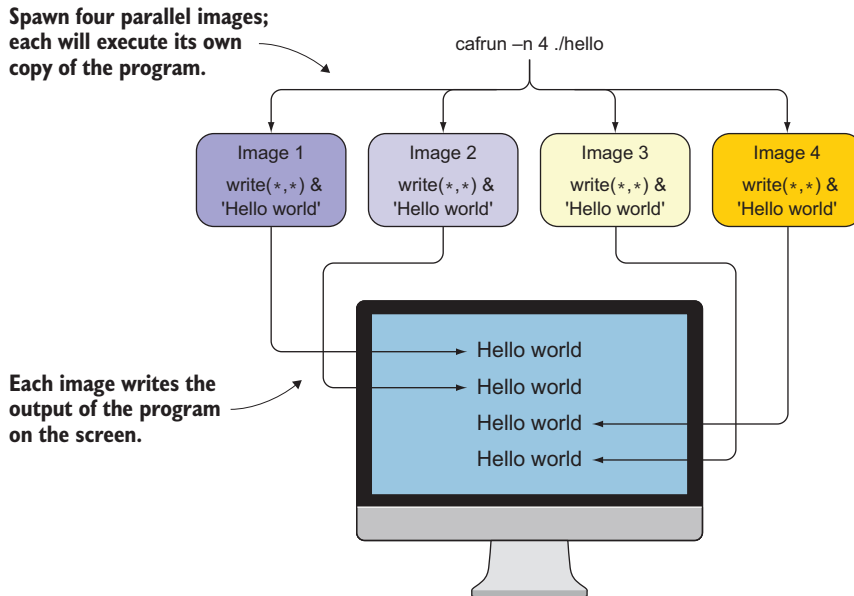 Spawn four parallel images;
each will execute its own
copy of the program.
cafrun –n 4 ./hello
Image 1
write(*,*) &
'Hello world'
Image 2
write(*,*) &
'Hello world'
Image 3
write(*,*) &
'Hello world'
Image 4
write(*,*) &
'Hello world'
Each image writes the
output of the program
on the screen.
Hello world
Hello world
Hello world
Hello world